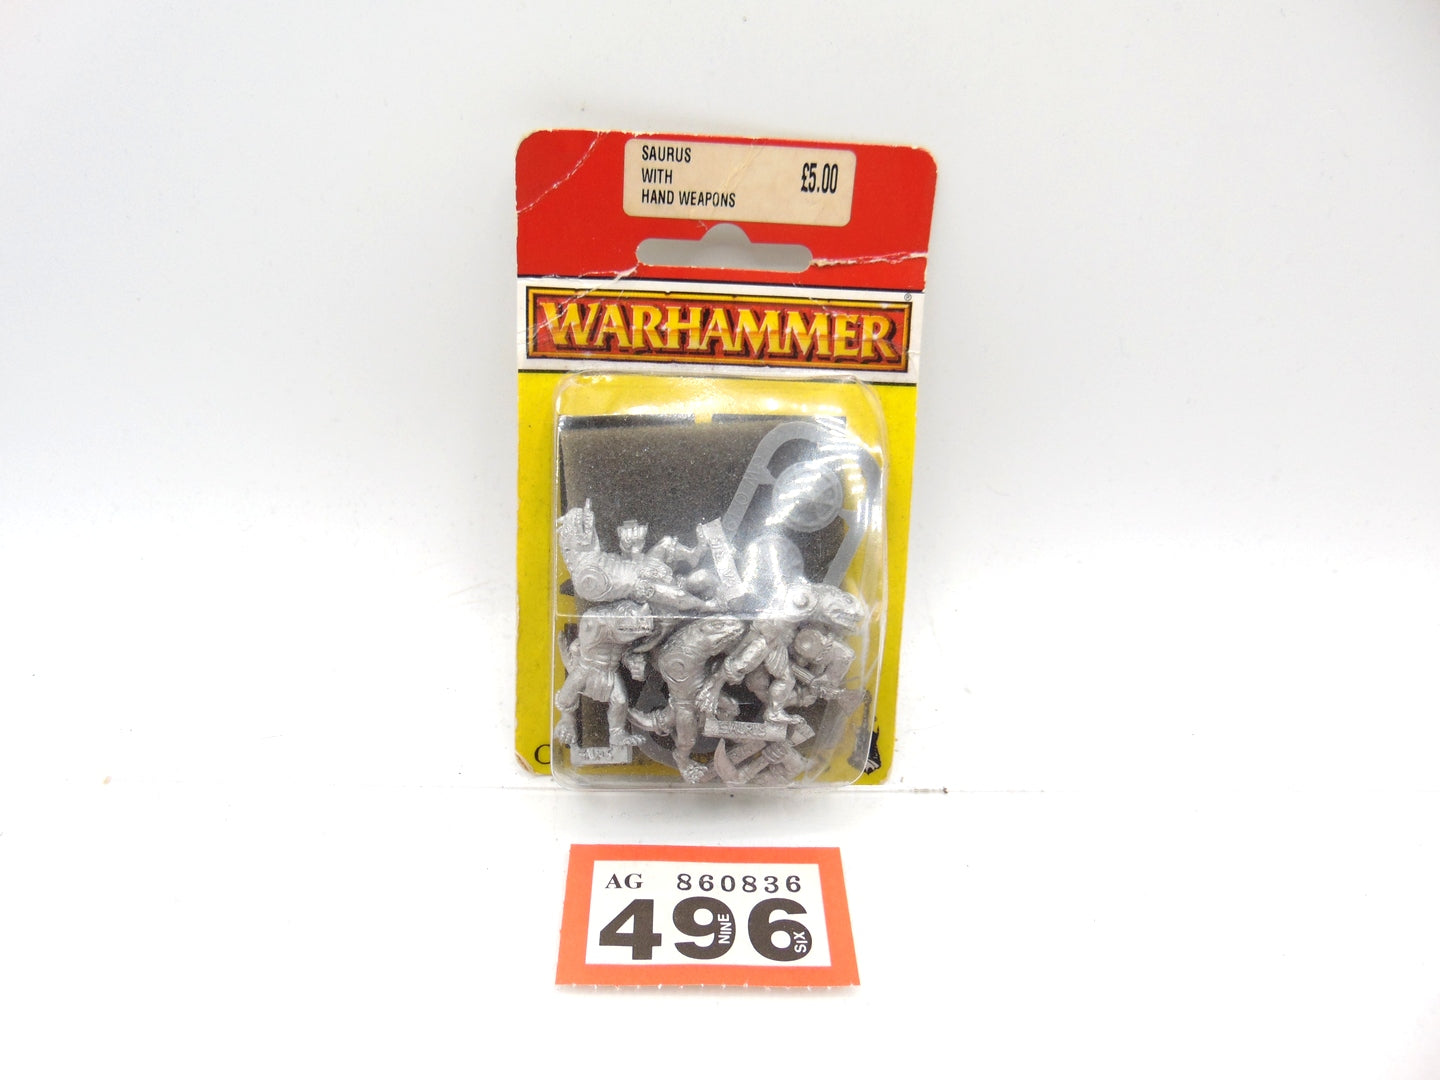 SAURUS
WITH
HAND WEAPONS
£5.00
WARHAMMER®
C
AG 860836
496
NINE
SIX